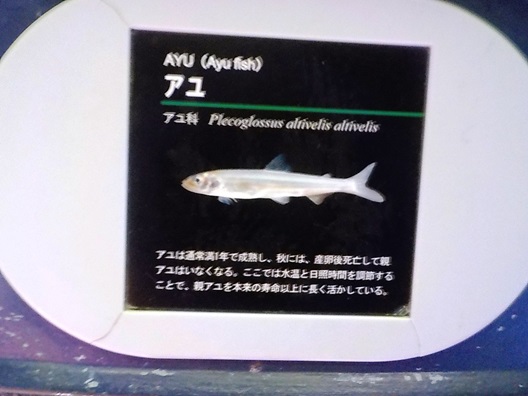 AYU（Ayu fish）
アユ
アユ科 Plecoglossus altivelis altivelis
アユは通常満1年で成熟し、秋には、産卵後死亡して親
アユはいなくなる。ここでは水温と日照時間を調節する
ことで、親アユを本来の寿命以上に長く活かしている。